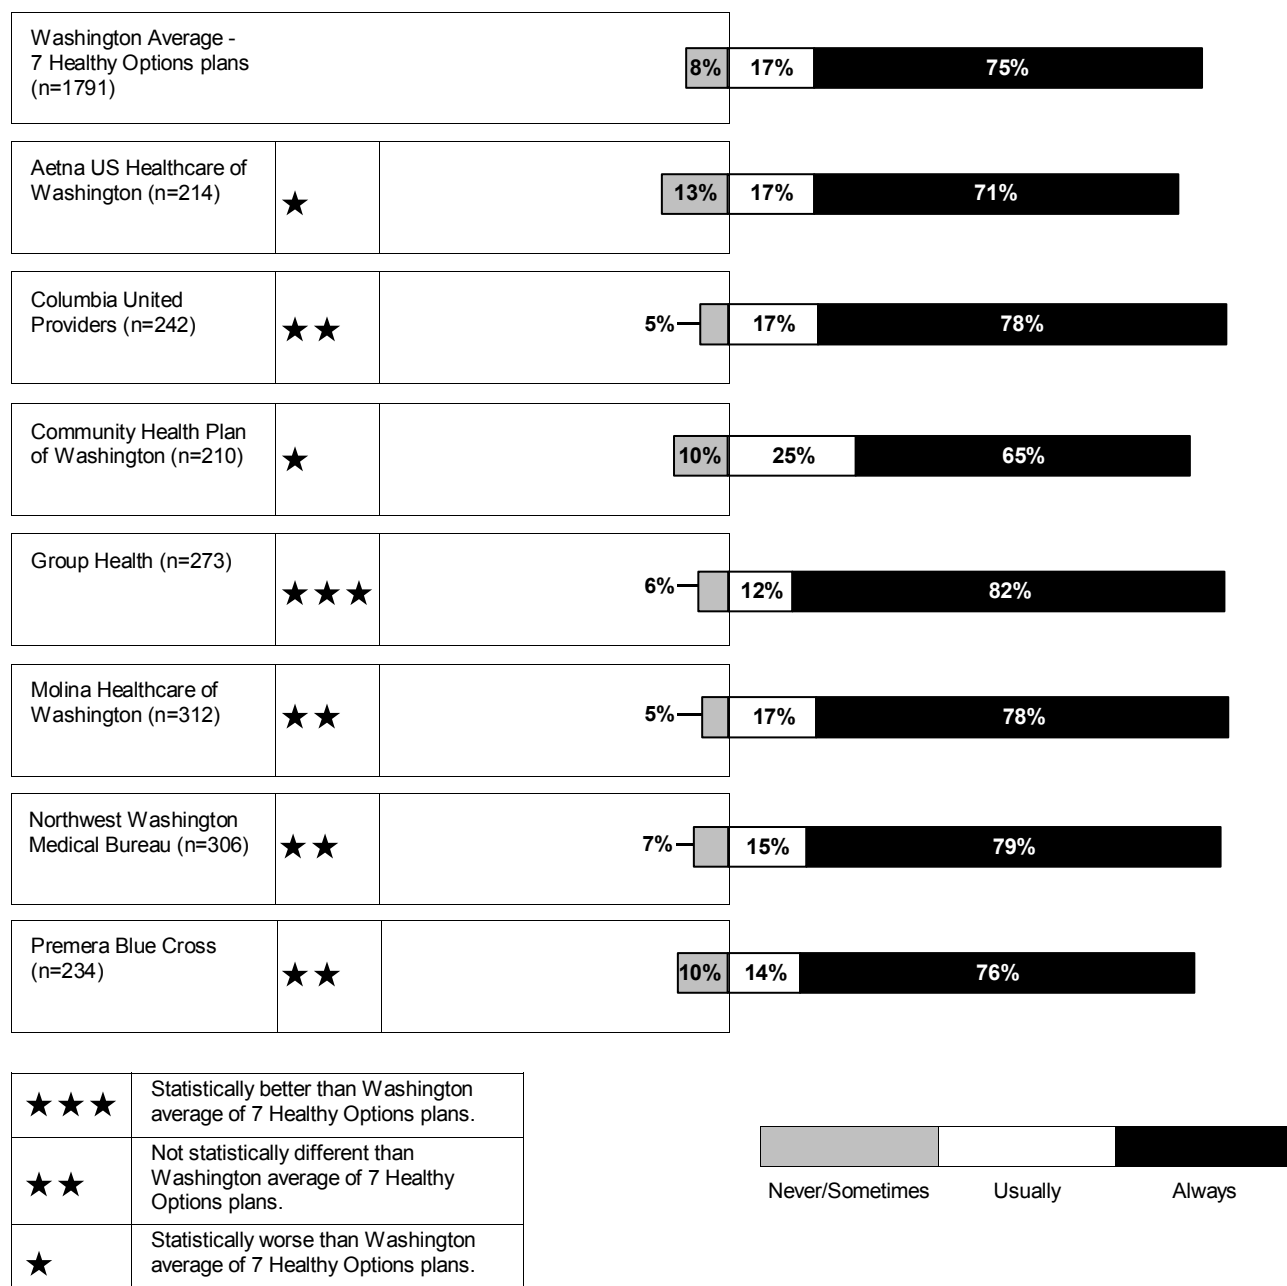 Washington Average -
7 Healthy Options plans
(n=1791)
8% 17% 75%
Aetna US Healthcare of
Washington (n=214)
★
13% 17% 71%
Columbia United
Providers (n=242)
★★
5% 17% 78%
Community Health Plan
of Washington (n=210)
★
10% 25% 65%
Group Health (n=273)
★★★
6% 12% 82%
Molina Healthcare of
Washington (n=312)
★★
5% 17% 78%
Northwest Washington
Medical Bureau (n=306)
★★
7% 15% 79%
Premera Blue Cross
(n=234)
★★
10% 14% 76%
★★★
Statistically better than Washington
average of 7 Healthy Options plans.
★★
Not statistically different than
Washington average of 7 Healthy
Options plans.
★
Statistically worse than Washington
average of 7 Healthy Options plans.
Never/Sometimes Usually Always